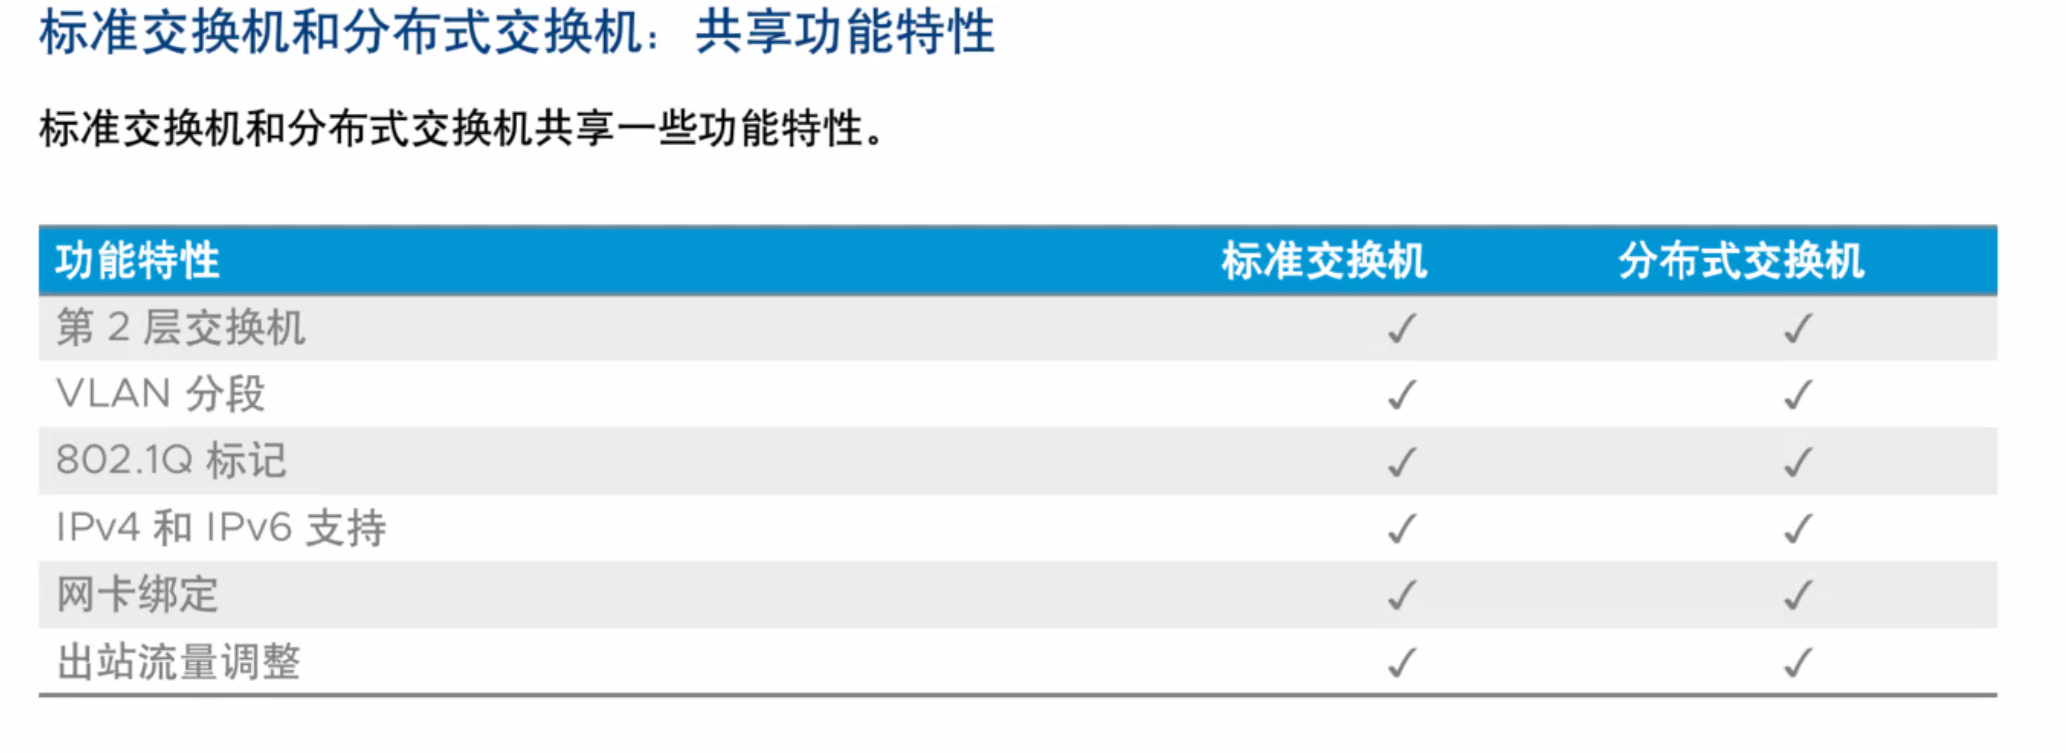 标准交换机和分布式交换机：共享功能特性
标准交换机和分布式交换机共享一些功能特性。
功能特性 标准交换机 分布式交换机
第 2 层交换机 ✓ ✓
VLAN 分段 ✓ ✓
802.1Q 标记 ✓ ✓
IPv4 和 IPv6 支持 ✓ ✓
网卡绑定 ✓ ✓
出站流量调整 ✓ ✓